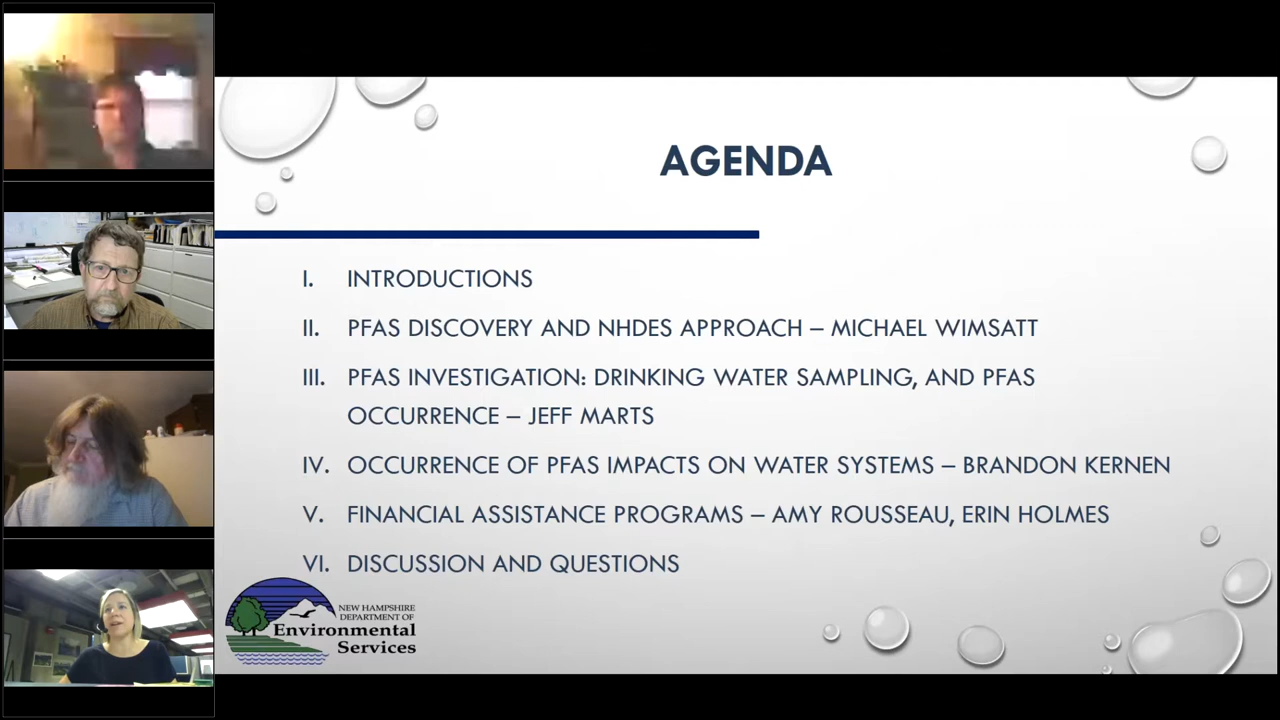 AGENDA
I. INTRODUCTIONS
II. PFAS DISCOVERY AND NHDES APPROACH – MICHAEL WIMSATT
III. PFAS INVESTIGATION: DRINKING WATER SAMPLING, AND PFAS
OCCURRENCE – JEFF MARTS
IV. OCCURRENCE OF PFAS IMPACTS ON WATER SYSTEMS – BRANDON KERNEN
V. FINANCIAL ASSISTANCE PROGRAMS – AMY ROUSSEAU, ERIN HOLMES
VI. DISCUSSION AND QUESTIONS
NEW HAMPSHIRE
DEPARTMENT OF
Environmental
Services